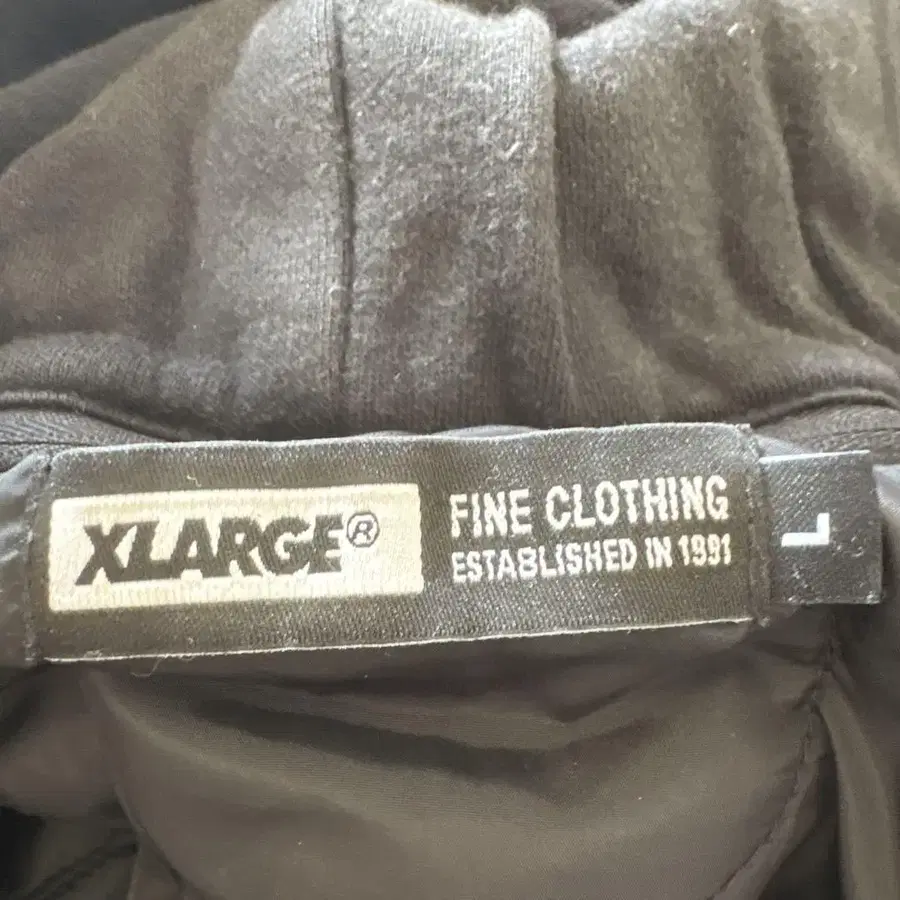 XLARGE®
FINE CLOTHING
ESTABLISHED IN 1991
L